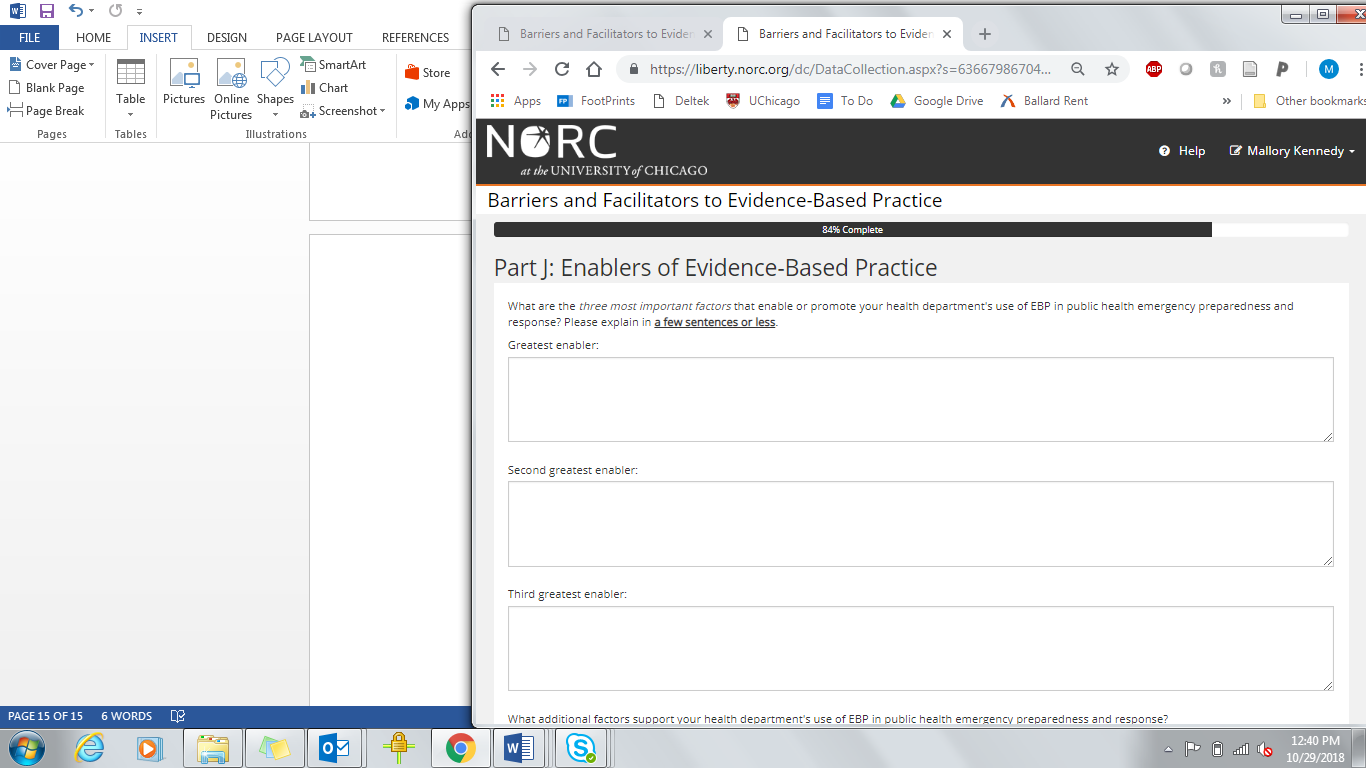 FILE HOME INSERT DESIGN PAGE LAYOUT REFERENCES
Cover Page
Blank Page
Page Break
Pages
Table
Tables
Pictures
Online Pictures
Shapes
SmartArt
Chart
Screenshot
Illustrations
Store
My Apps
Barriers and Facilitators to Eviden
Barriers and Facilitators to Eviden
https://liberty.norc.org/dc/DataCollection.aspx?s=63667986704...
ABP
M
Apps FootPrints Deltek UChicago To Do Google Drive Ballard Rent » Other bookmarks
NORC
at the UNIVERSITY of CHICAGO
Help Mallory Kennedy
Barriers and Facilitators to Evidence-Based Practice
84% Complete
Part J: Enablers of Evidence-Based Practice
What are the three most important factors that enable or promote your health department's use of EBP in public health emergency preparedness and
response? Please explain in a few sentences or less.
Greatest enabler:
Second greatest enabler:
Third greatest enabler:
What additional factors support your health department's use of EBP in public health emergency preparedness and response?
PAGE 15 OF 15 6 WORDS
12:40 PM
10/29/2018